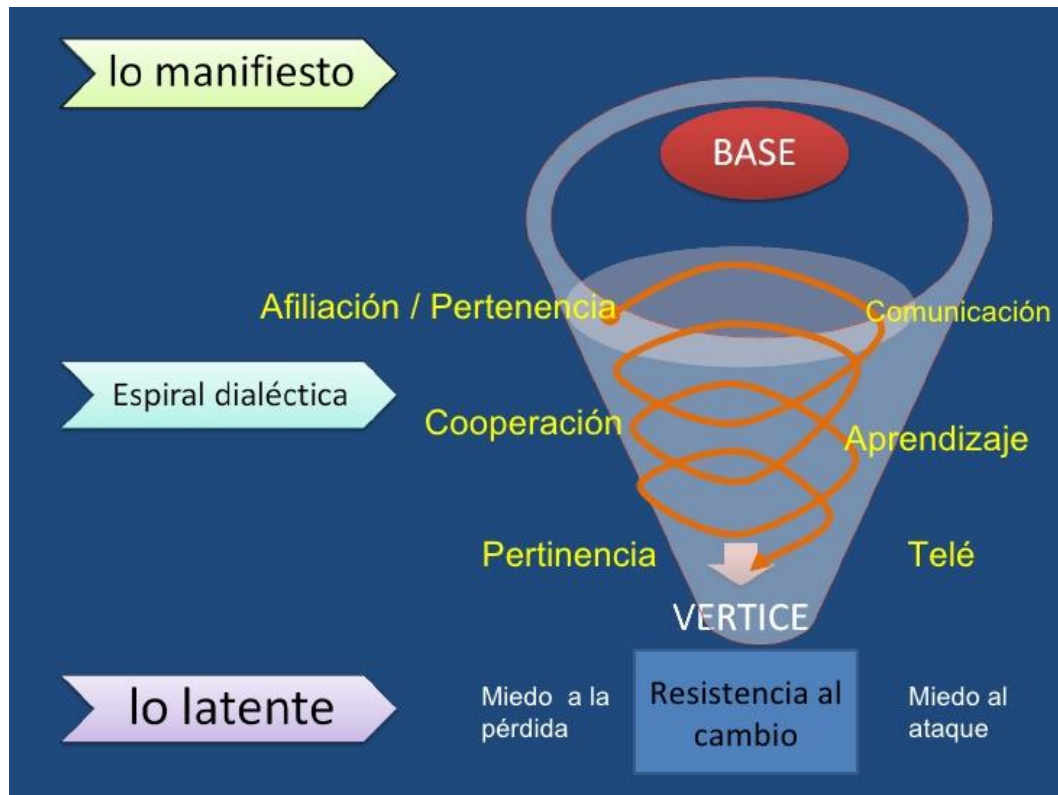 lo manifiesto
BASE
Afiliación / Pertenencia
Comunicación
Espiral dialéctica
Cooperación
Aprendizaje
Pertinencia
Telé
VERTICE
lo latente
Miedo a la
pérdida
Resistencia al
cambio
Miedo al
ataque